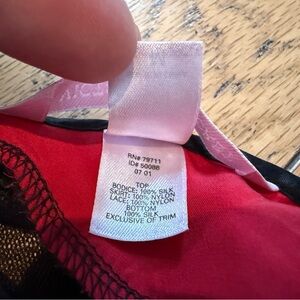 RN# 79711
ID# 50088
07 01
TOP
BODICE: 100% SILK
SKIRT: 100% NYLON
LACE: 100% NYLON
BOTTOM
100% SILK
EXCLUSIVE OF TRIM